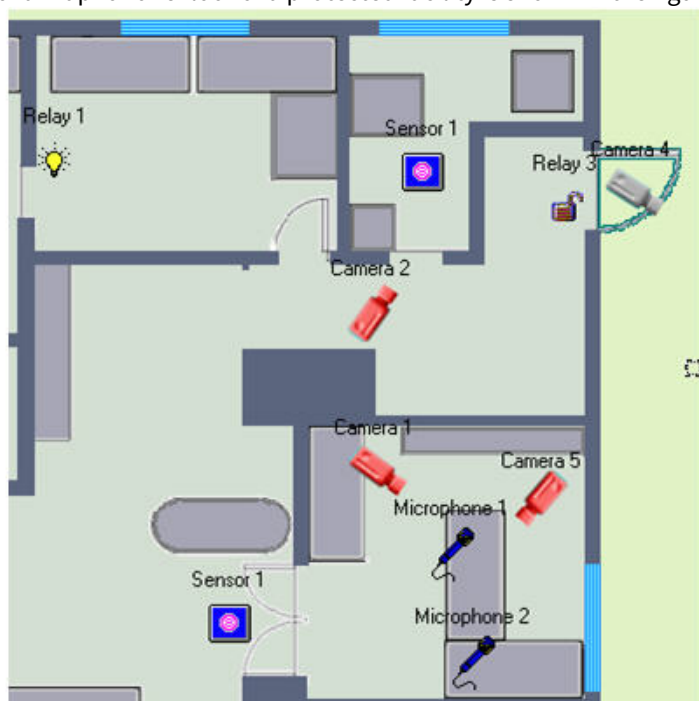 Relay 1
Sensor 1
Camera 4
Relay 3
Camera 2
Camera 1
Camera 5
Microphone 1
Sensor 1
Microphone 2